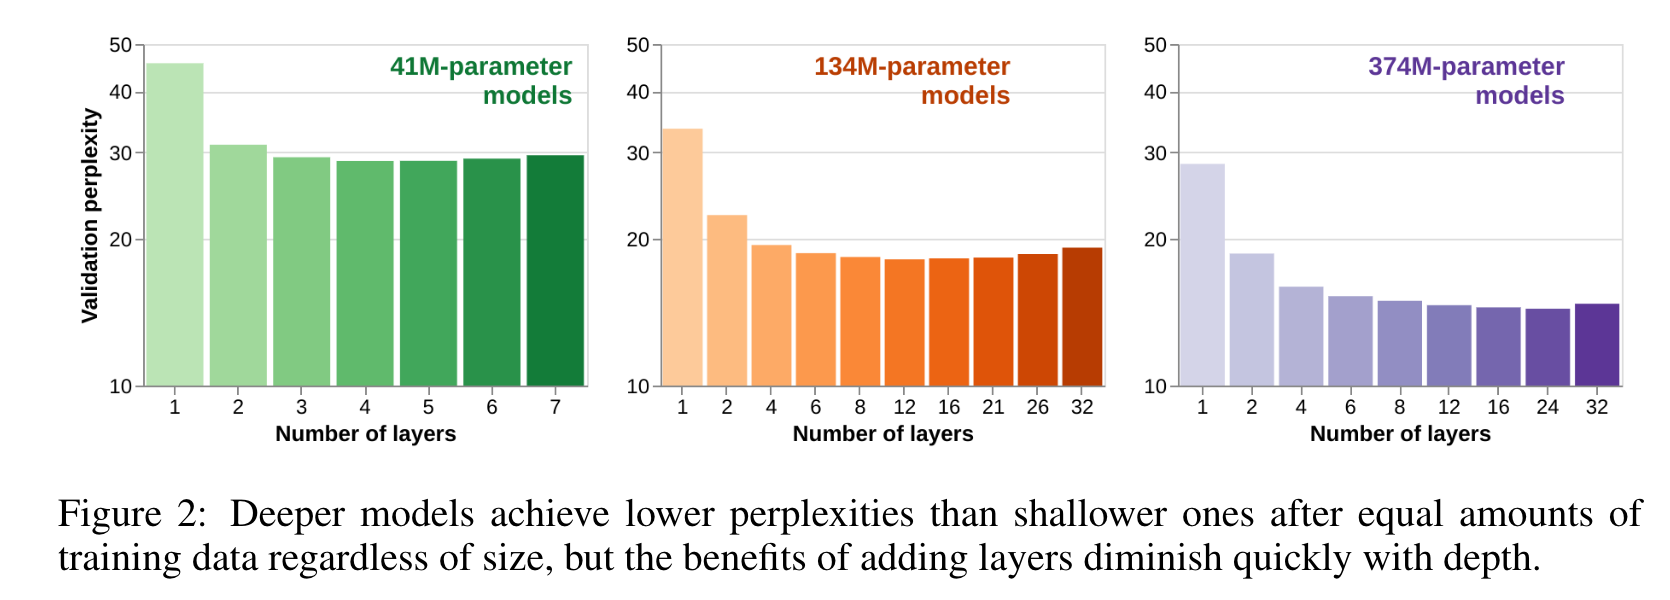 50
40
30
20
10
Validation perplexity
41M-parameter
models
1 2 3 4 5 6 7
Number of layers
50
40
30
20
10
134M-parameter
models
1 2 4 6 8 12 16 21 26 32
Number of layers
50
40
30
20
10
374M-parameter
models
1 2 4 6 8 12 16 24 32
Number of layers
Figure 2: Deeper models achieve lower perplexities than shallower ones after equal amounts of
training data regardless of size, but the benefits of adding layers diminish quickly with depth.